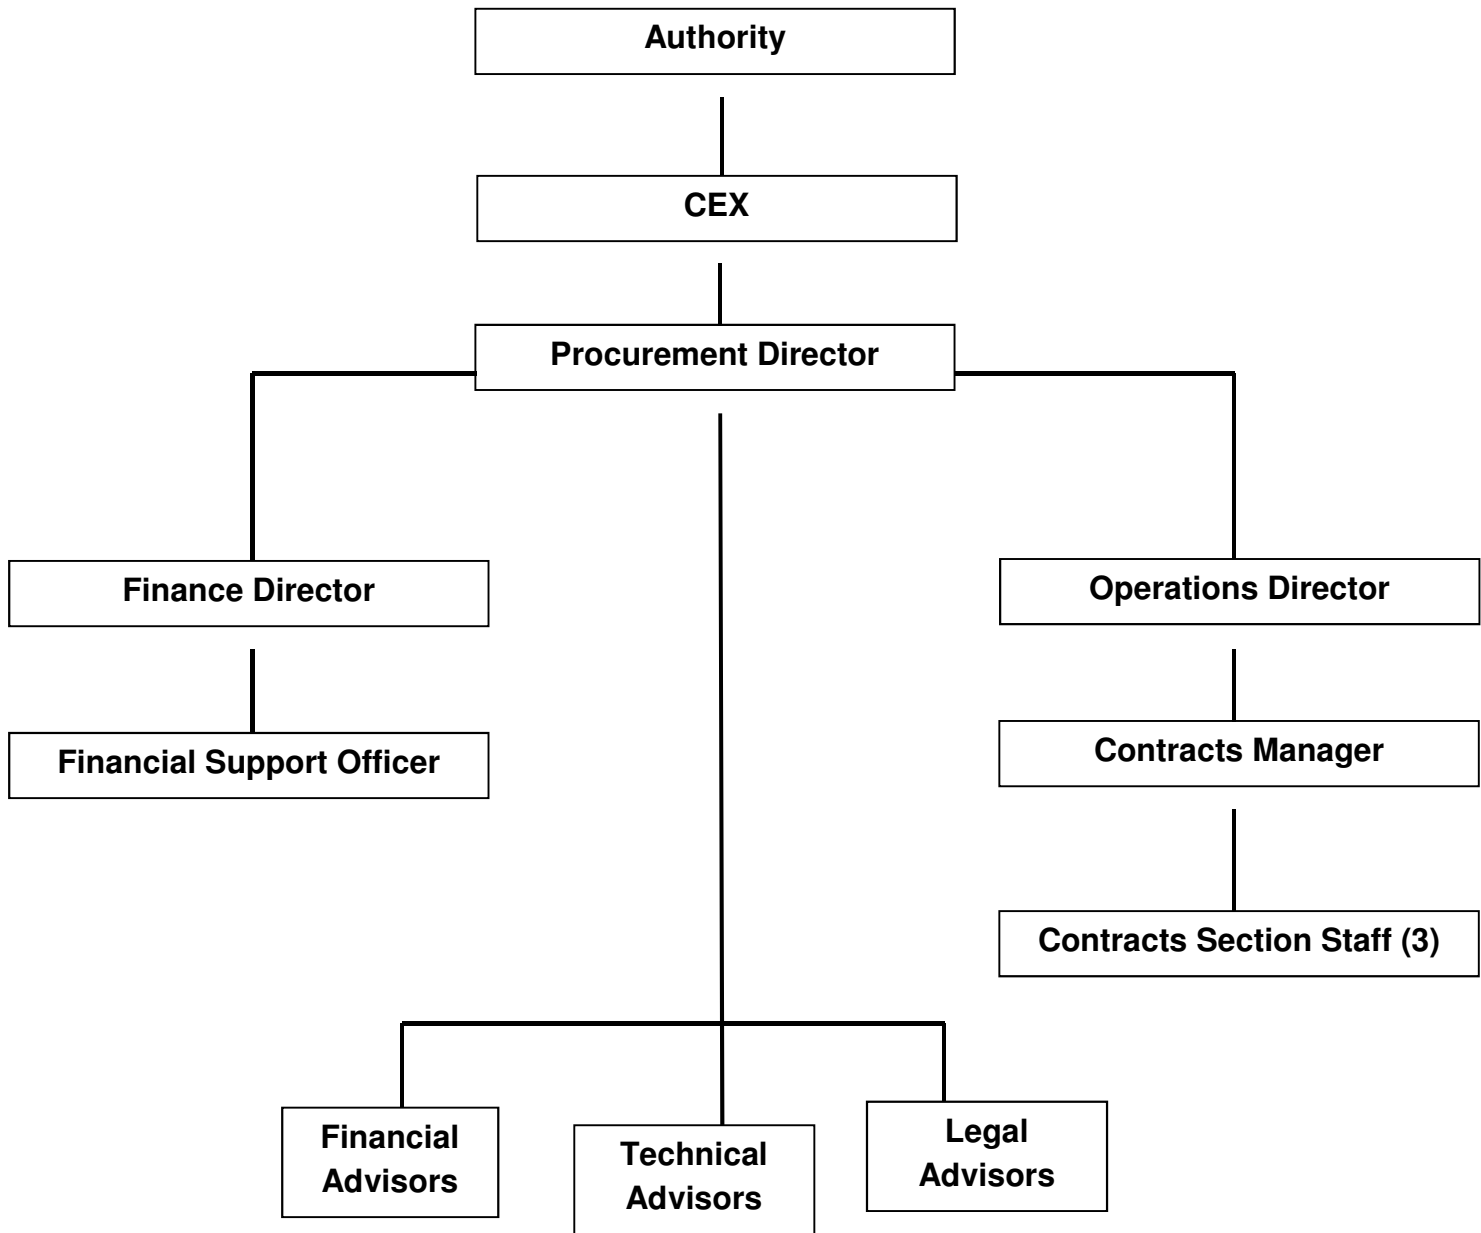 Authority
CEX
Procurement Director
Finance Director
Operations Director
Financial Support Officer
Contracts Manager
Contracts Section Staff (3)
Financial
Advisors
Technical
Advisors
Legal
Advisors